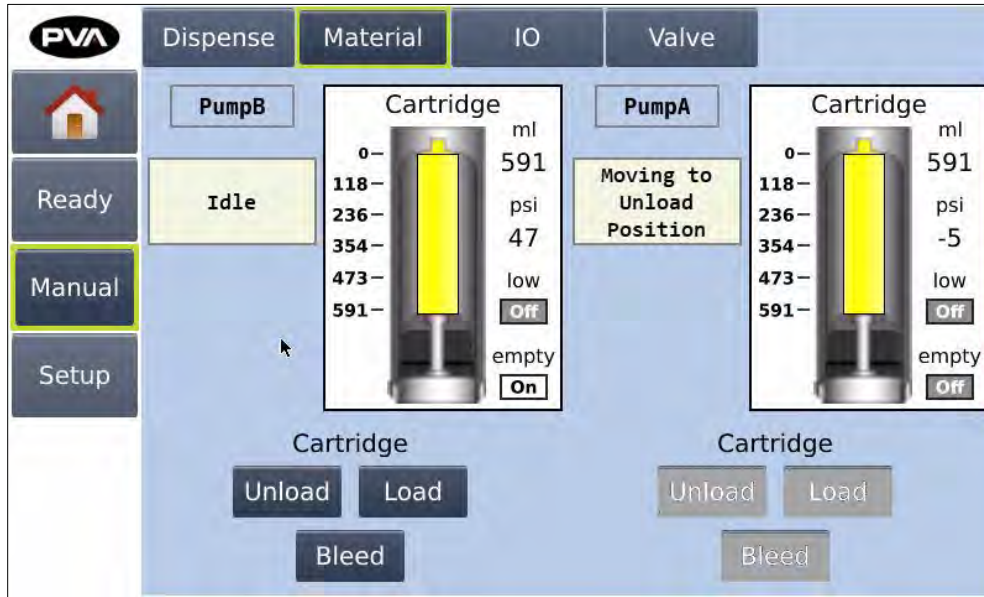 PVA
Dispense
Material
IO
Valve
Ready
Manual
Setup
PumpB
Idle
Cartridge
0
118
236
354
473
591
ml
591
psi
47
low
Off
empty
On
Cartridge
Unload
Load
Bleed
PumpA
Moving to
Unload
Position
Cartridge
0
118
236
354
473
591
ml
591
psi
-5
low
Off
empty
Off
Cartridge
Unload
Load
Bleed